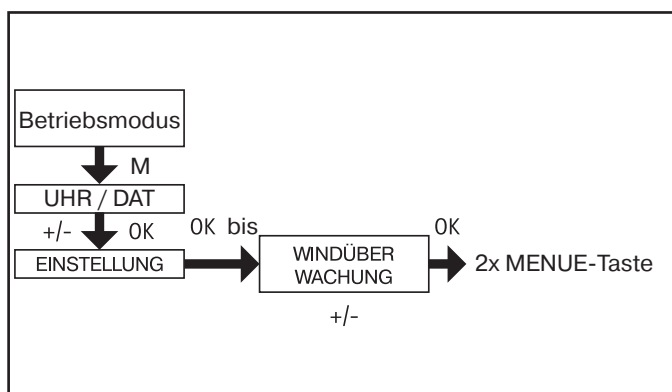 Betriebsmodus
M
UHR / DAT
+/- OK
EINSTELLUNG
OK bis
WINDÜBER
WACHUNG
+/-
OK
2x MENUE-Taste